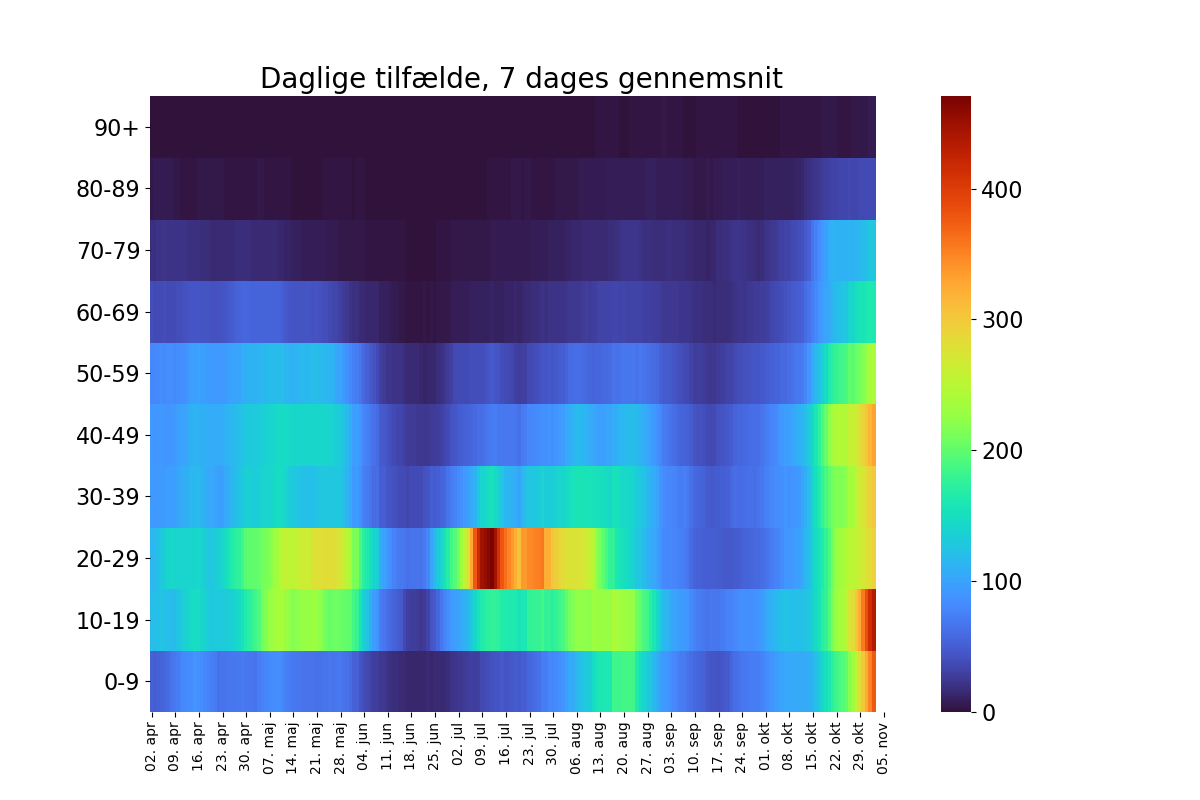 Daglige tilfælde, 7 dages gennemsnit
90+
80-89
70-79
60-69
50-59
40-49
30-39
20-29
10-19
0-9
02. apr
09. apr
16. apr
23. apr
30. apr
07. maj
14. maj
21. maj
28. maj
04. jun
11. jun
18. jun
25. jun
02. jul
09. jul
16. jul
23. jul
30. jul
06. aug
13. aug
20. aug
27. aug
03. sep
10. sep
17. sep
24. sep
01. okt
08. okt
15. okt
22. okt
29. okt
05. nov
400
300
200
100
0